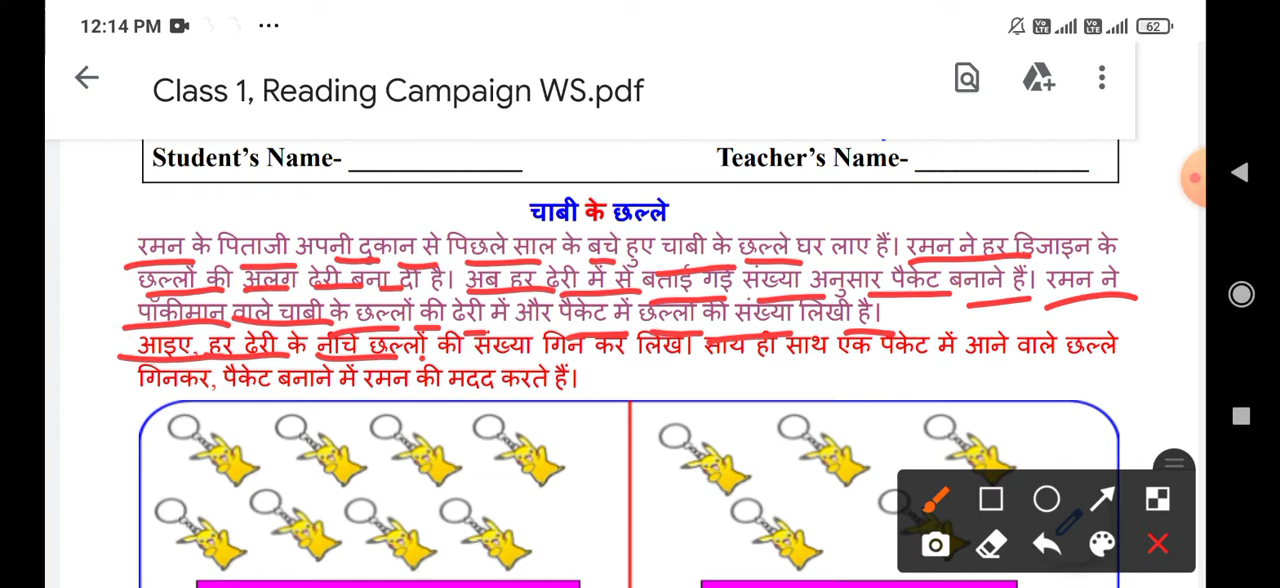 12:14 PM
62
Class 1, Reading Campaign WS.pdf
Student's Name- ____________ Teacher's Name- ____________
चाबी के छल्ले
रमन के पिताजी अपनी दुकान से पिछले साल के बचे हुए चाबी के छल्ले घर लाए हैं। रमन ने हर डिजाइन के
छल्लों की अलग ढेरी बना दी है। अब हर ढेरी में से बताई गई संख्या अनुसार पैकेट बनाने हैं। रमन ने
पोकीमोन वाले चाबी के छल्लों की ढेरी में और पैकेट में छल्लों की संख्या लिखी है।
आइए, हर ढेरी के नीचे छल्लों की संख्या गिन कर लिखें। साथ ही साथ एक पैकेट में आने वाले छल्ले
गिनकर, पैकेट बनाने में रमन की मदद करते हैं।